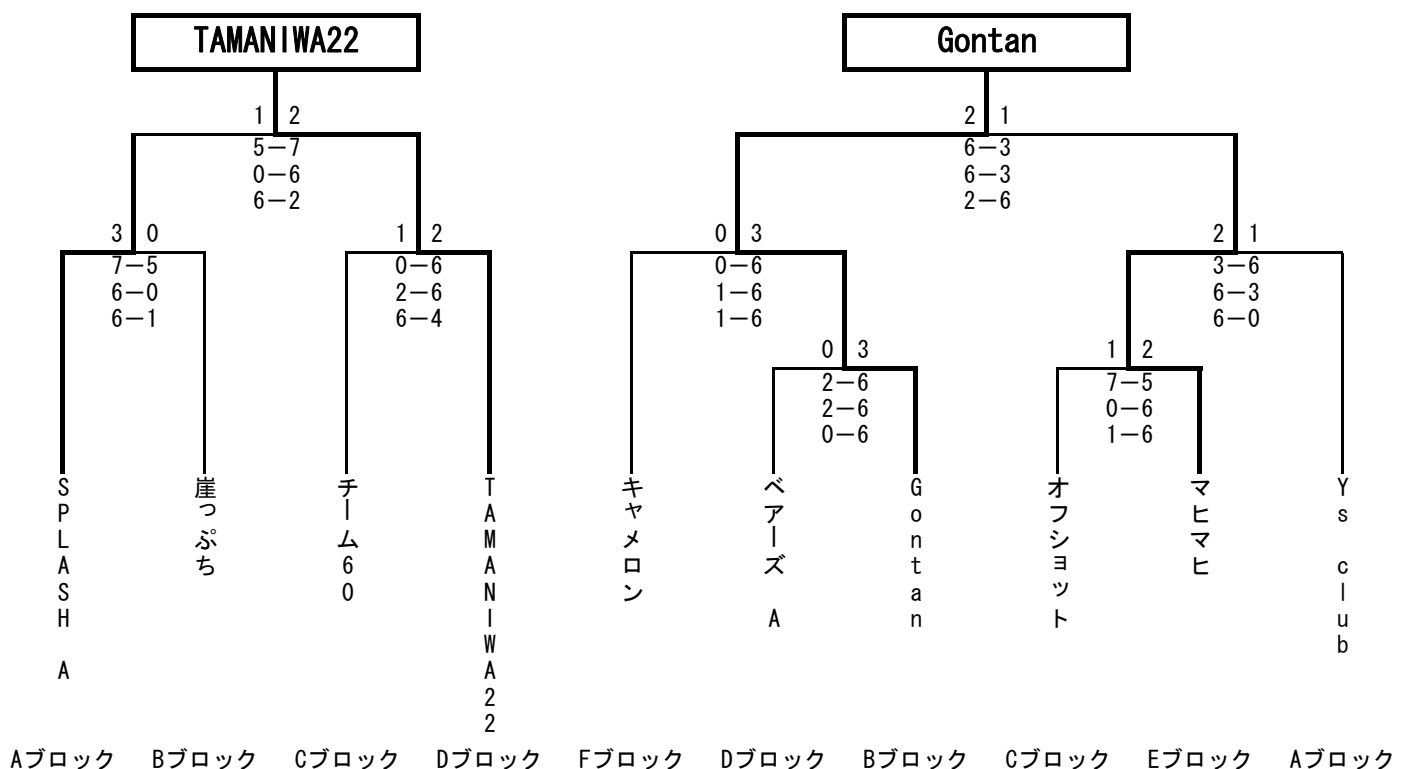 TAMANIWA22 Gontan
1 2 2 1
5－7 6－3
0－6 6－3
6－2 2－6
3 0 1 2 0 3 2 1
7－5 0－6 0－6 3－6
6－0 2－6 1－6 6－3
6－1 6－4 1－6 6－0
0 3 1 2
2－6 7－5
2－6 0－6
0－6 1－6
SPLASH A
崖っぷち
チーム60
TAMANIWA22
キャメロン
ベアーズ A
Gontan
オフショット
マヒマヒ
Ys club
Aブロック Bブロック Cブロック Dブロック Fブロック Dブロック Bブロック Cブロック Eブロック Aブロック